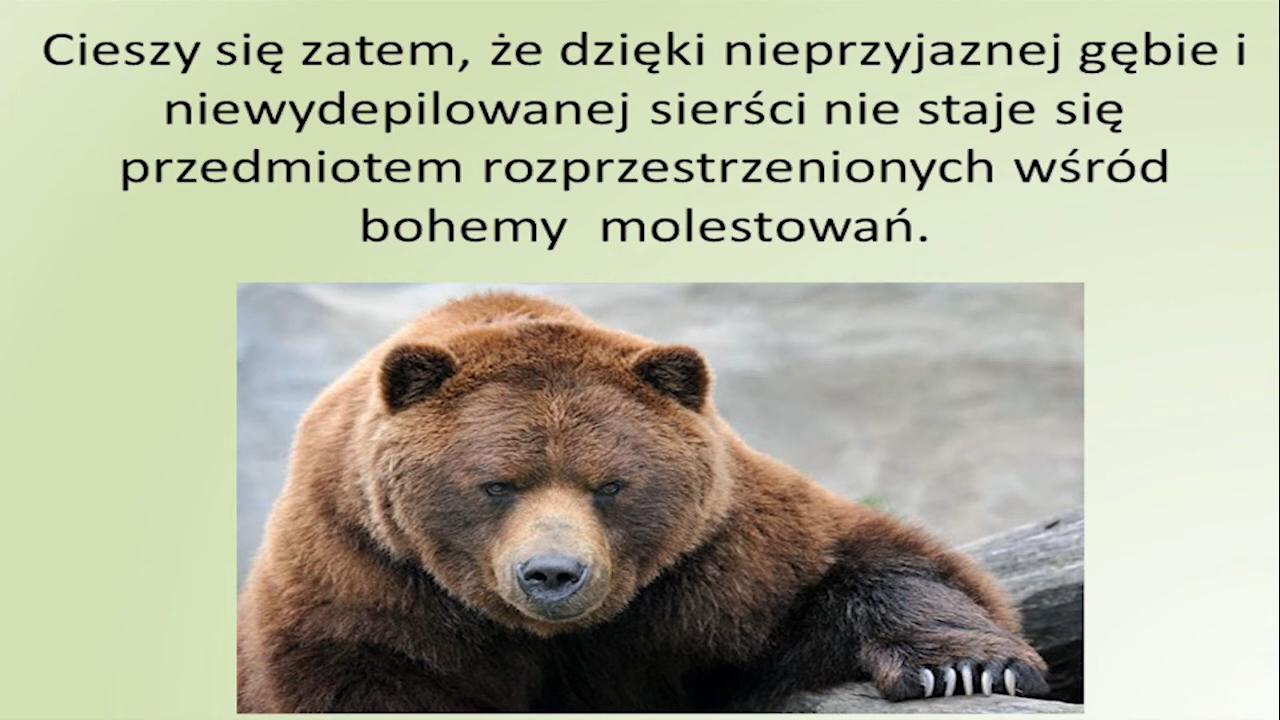 Cieszy się zatem, że dzięki nieprzyjaznej gębie i
niewydepilowanej sierści nie staje się
przedmiotem rozprzestrzenionych wśród
bohemy molestowań.